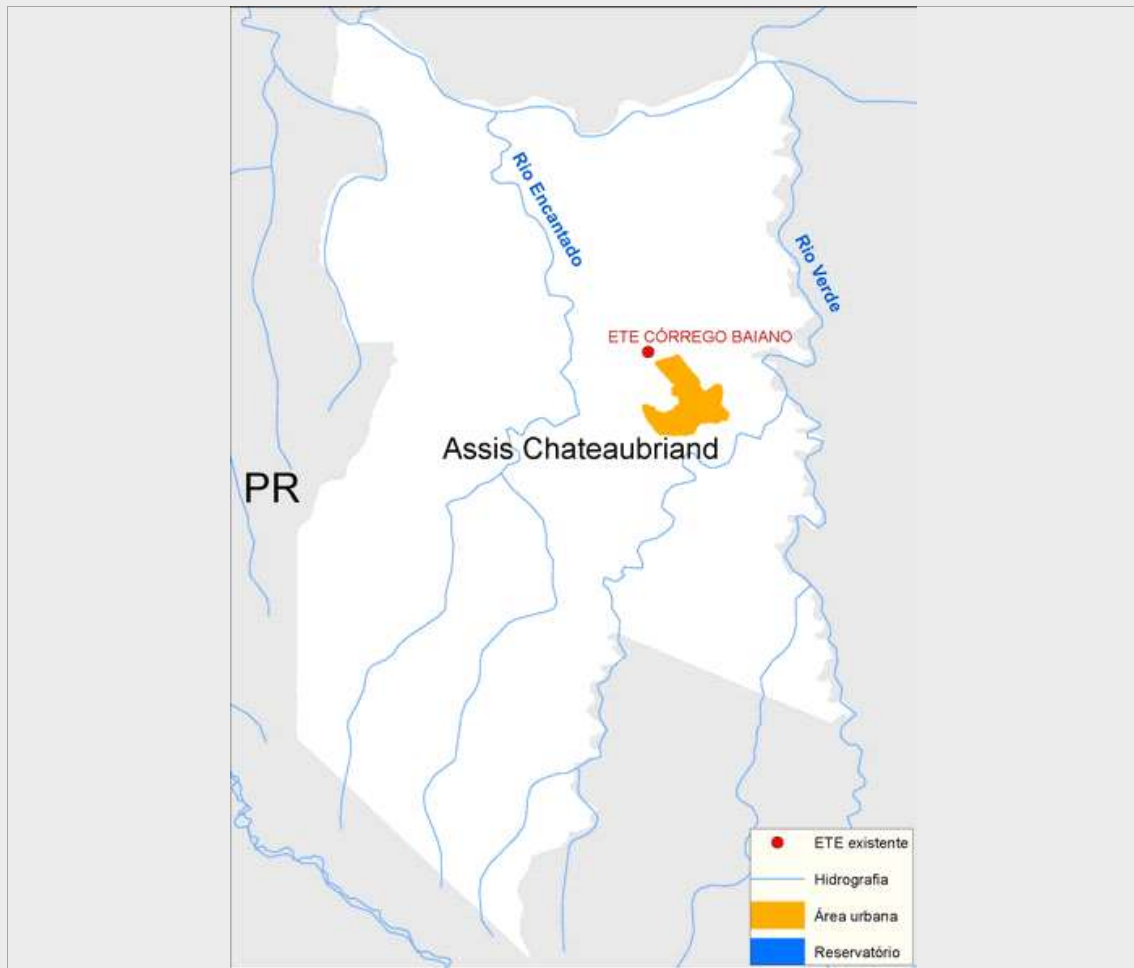 Rio Encantado
Rio Verde
ETE CÓRREGO BAIANO
Assis Chateaubriand
PR
ETE existente
Hidrografia
Área urbana
Reservatório